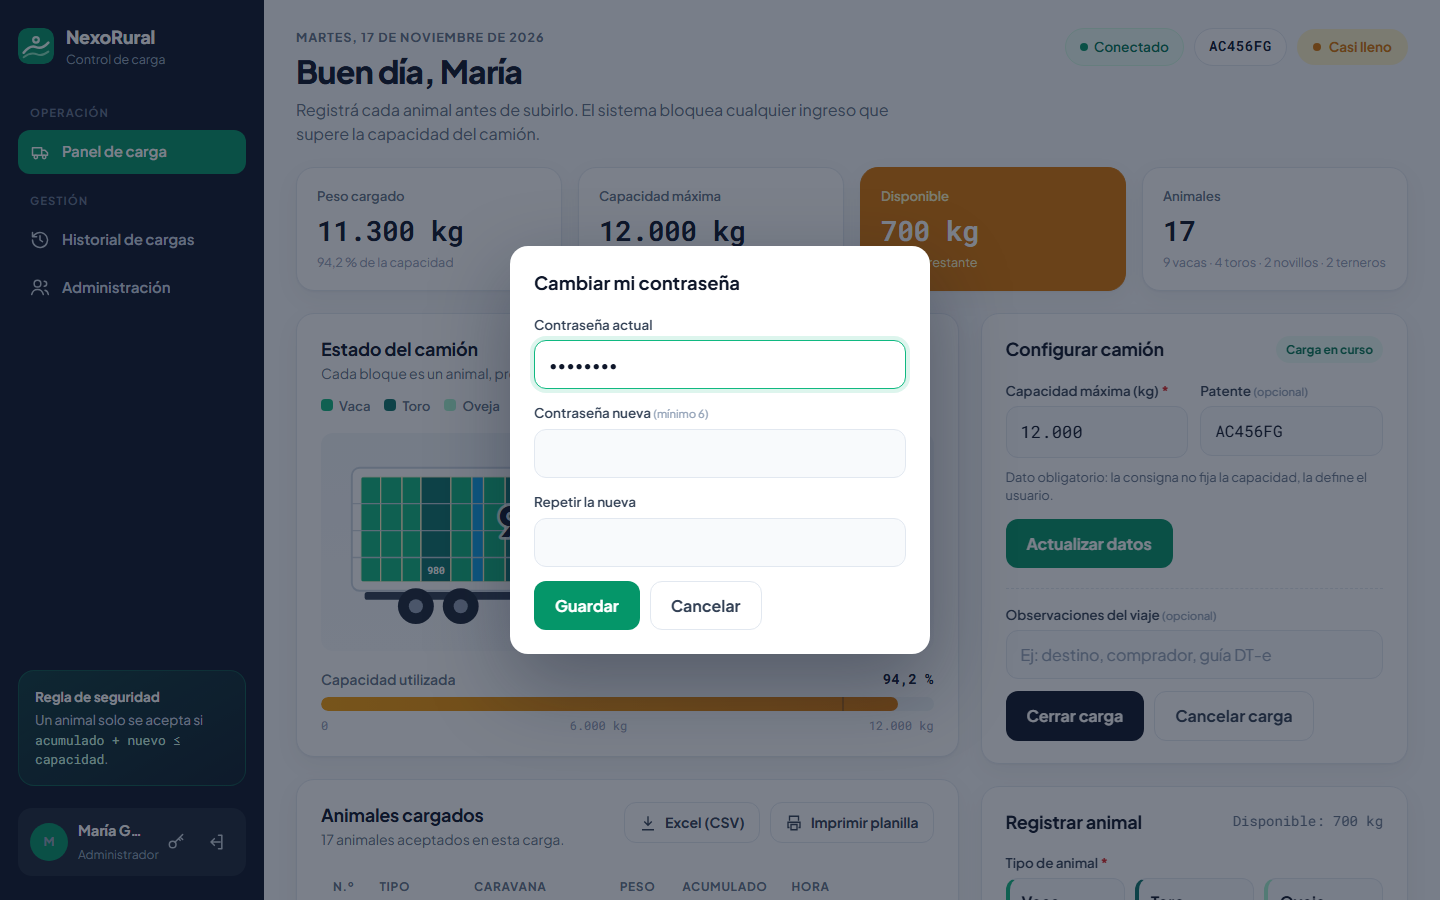 NexoRural
Control de carga
OPERACIÓN
Panel de carga
GESTIÓN
Historial de cargas
Administración
Regla de seguridad
Un animal solo se acepta si
acumulado + nuevo ≤
capacidad.
M
María G...
Administrador
MARTES, 17 DE NOVIEMBRE DE 2026
Buen día, María
Registrá cada animal antes de subirlo. El sistema bloquea cualquier ingreso que
supere la capacidad del camión.
Conectado
AC456FG
Casi lleno
Peso cargado
11.300 kg
94,2 % de la capacidad
Capacidad máxima
12.000 kg
Disponible
700 kg
restante
Animales
17
9 vacas · 4 toros · 2 novillos · 2 terneros
Estado del camión
Cada bloque es un animal,
Vaca
Toro
Oveja
980
Capacidad utilizada
94,2 %
0
6.000 kg
12.000 kg
Cambiar mi contraseña
Contraseña actual
••••••••
Contraseña nueva (mínimo 6)
Repetir la nueva
Guardar
Cancelar
Configurar camión
Carga en curso
Capacidad máxima (kg) *
12.000
Patente (opcional)
AC456FG
Dato obligatorio: la consigna no fija la capacidad, la define el
usuario.
Actualizar datos
Observaciones del viaje (opcional)
Ej: destino, comprador, guía DT-e
Cerrar carga
Cancelar carga
Animales cargados
17 animales aceptados en esta carga.
Excel (CSV)
Imprimir planilla
N.º TIPO CARAVANA PESO ACUMULADO HORA
Registrar animal
Disponible: 700 kg
Tipo de animal *